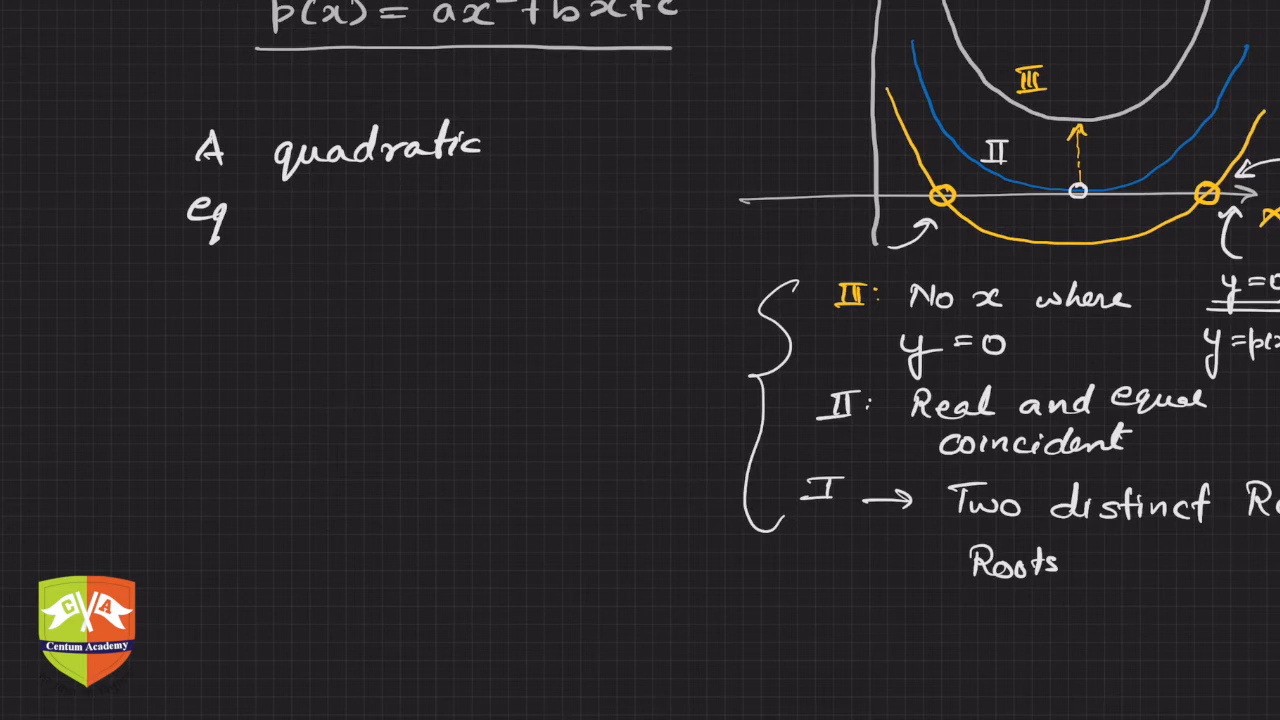 p(x) = ax²+bx+c
A quadratic
eq
III
II
III: No x where
y = 0
y=0
y=p(x
II: Real and equal
coincident
I → Two distinct Re
Roots
C A
Centum Academy